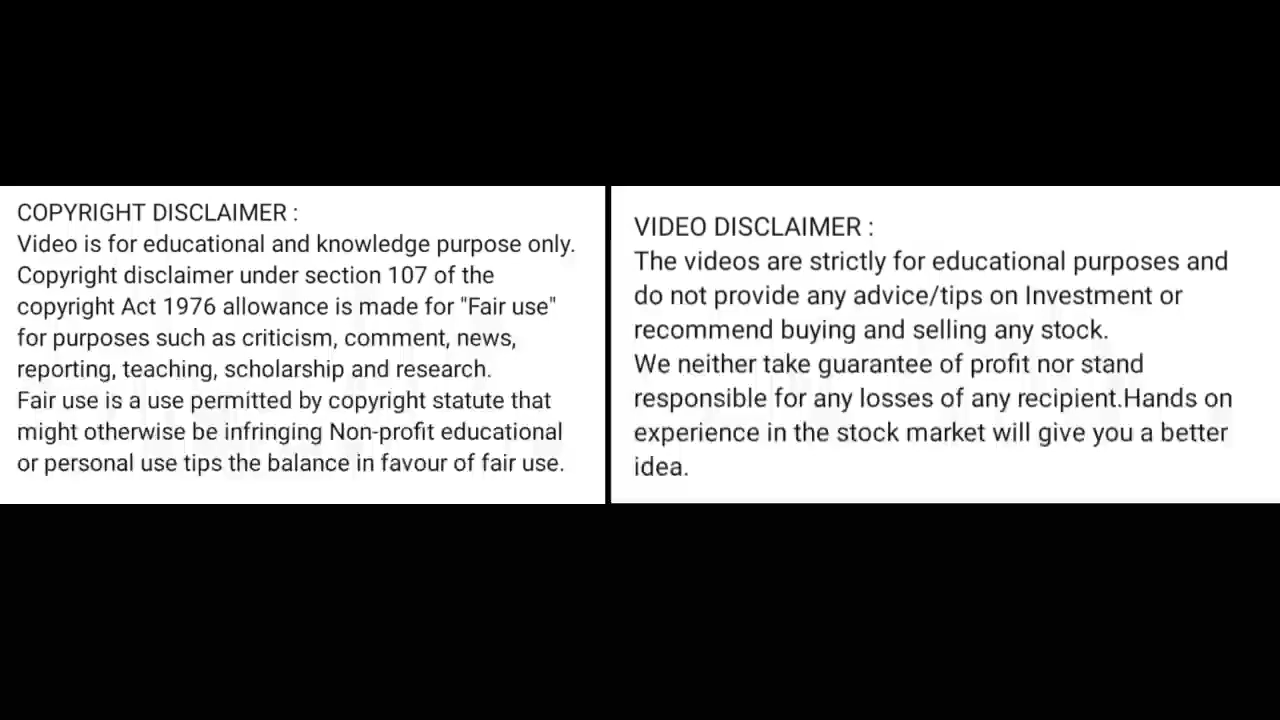 COPYRIGHT DISCLAIMER :
Video is for educational and knowledge purpose only.
Copyright disclaimer under section 107 of the
copyright Act 1976 allowance is made for "Fair use"
for purposes such as criticism, comment, news,
reporting, teaching, scholarship and research.
Fair use is a use permitted by copyright statute that
might otherwise be infringing Non-profit educational
or personal use tips the balance in favour of fair use.
VIDEO DISCLAIMER :
The videos are strictly for educational purposes and
do not provide any advice/tips on Investment or
recommend buying and selling any stock.
We neither take guarantee of profit nor stand
responsible for any losses of any recipient.Hands on
experience in the stock market will give you a better
idea.